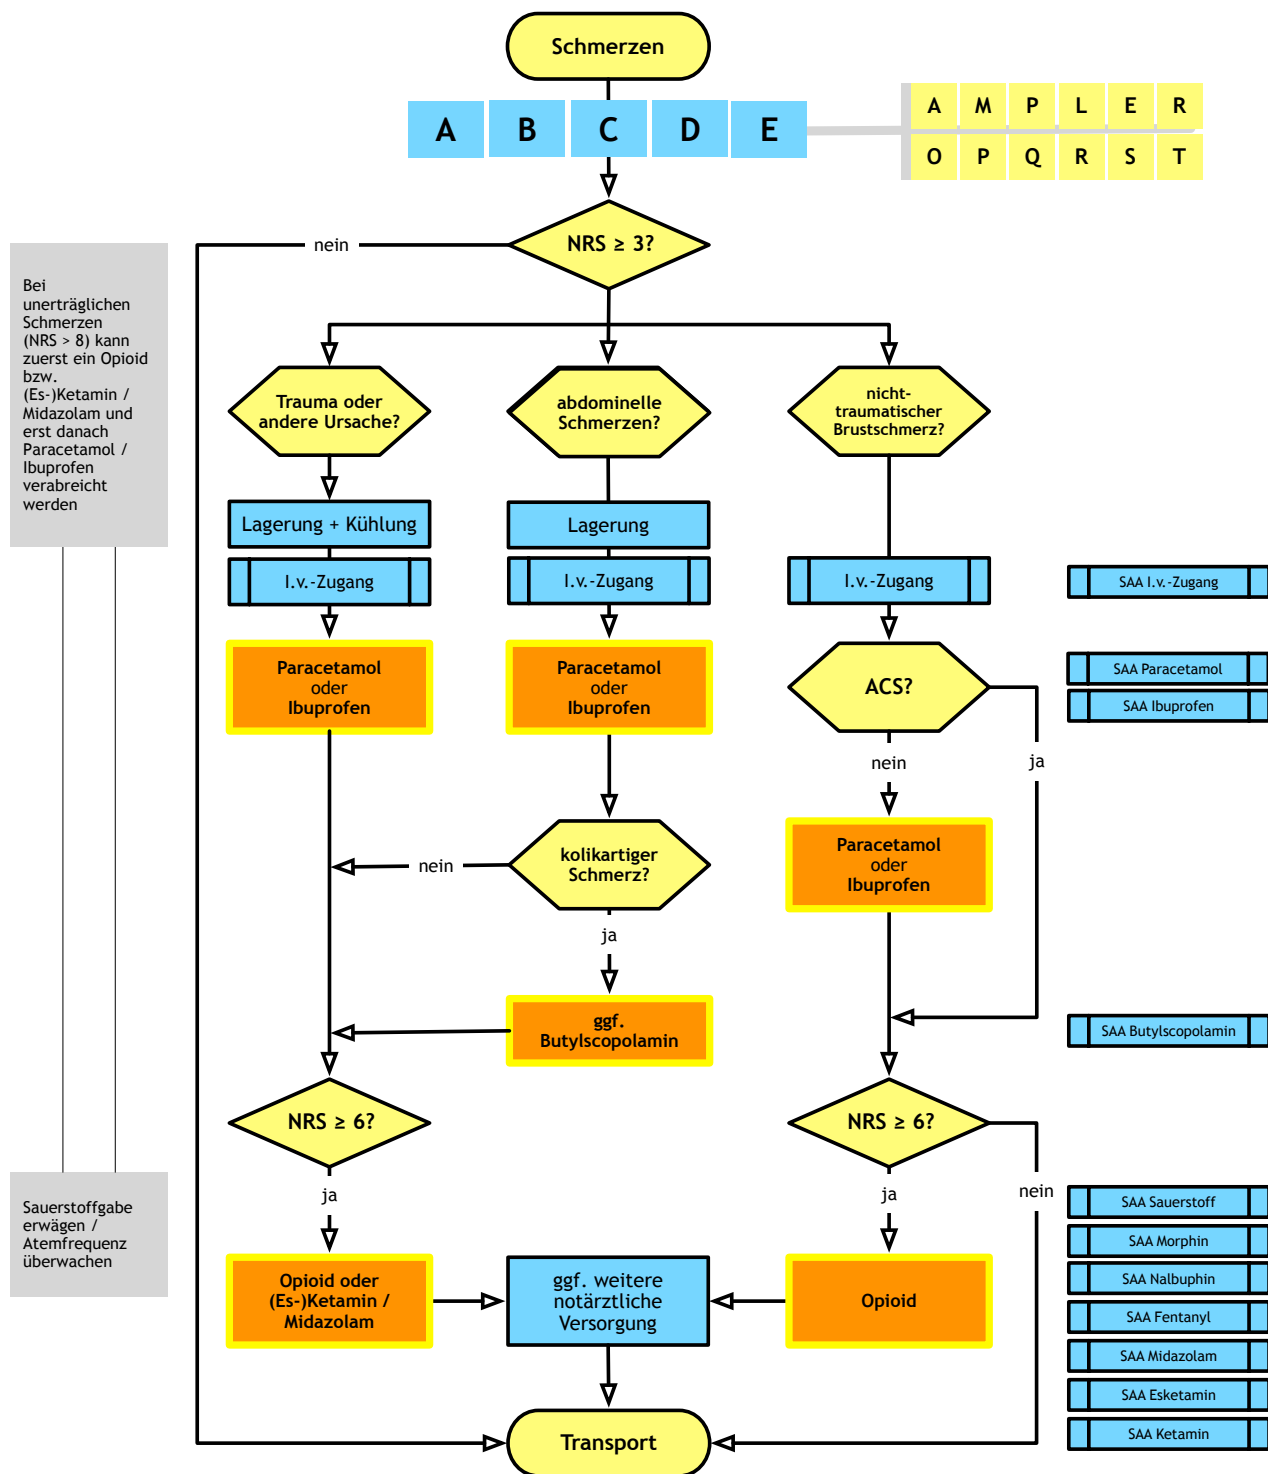 Schmerzen
A B C D E
A M P L E R
O P Q R S T
NRS ≥ 3?
nein
Bei
unerträglichen
Schmerzen
(NRS > 8) kann
zuerst ein Opioid
bzw.
(Es-)Ketamin /
Midazolam und
erst danach
Paracetamol /
Ibuprofen
verabreicht
werden
Trauma oder
andere Ursache?
abdominelle
Schmerzen?
nicht-
traumatischer
Brustschmerz?
Lagerung + Kühlung
Lagerung
I.v.-Zugang
I.v.-Zugang
I.v.-Zugang
SAA I.v.-Zugang
Paracetamol
oder
Ibuprofen
Paracetamol
oder
Ibuprofen
ACS?
SAA Paracetamol
SAA Ibuprofen
nein
ja
kolikartiger
Schmerz?
nein
Paracetamol
oder
Ibuprofen
ja
ggf.
Butylscopolamin
SAA Butylscopolamin
NRS ≥ 6?
NRS ≥ 6?
ja
ja
nein
Sauerstoffgabe
erwägen /
Atemfrequenz
überwachen
Opioid oder
(Es-)Ketamin /
Midazolam
ggf. weitere
notärztliche
Versorgung
Opioid
SAA Sauerstoff
SAA Morphin
SAA Nalbuphin
SAA Fentanyl
SAA Midazolam
SAA Esketamin
SAA Ketamin
Transport